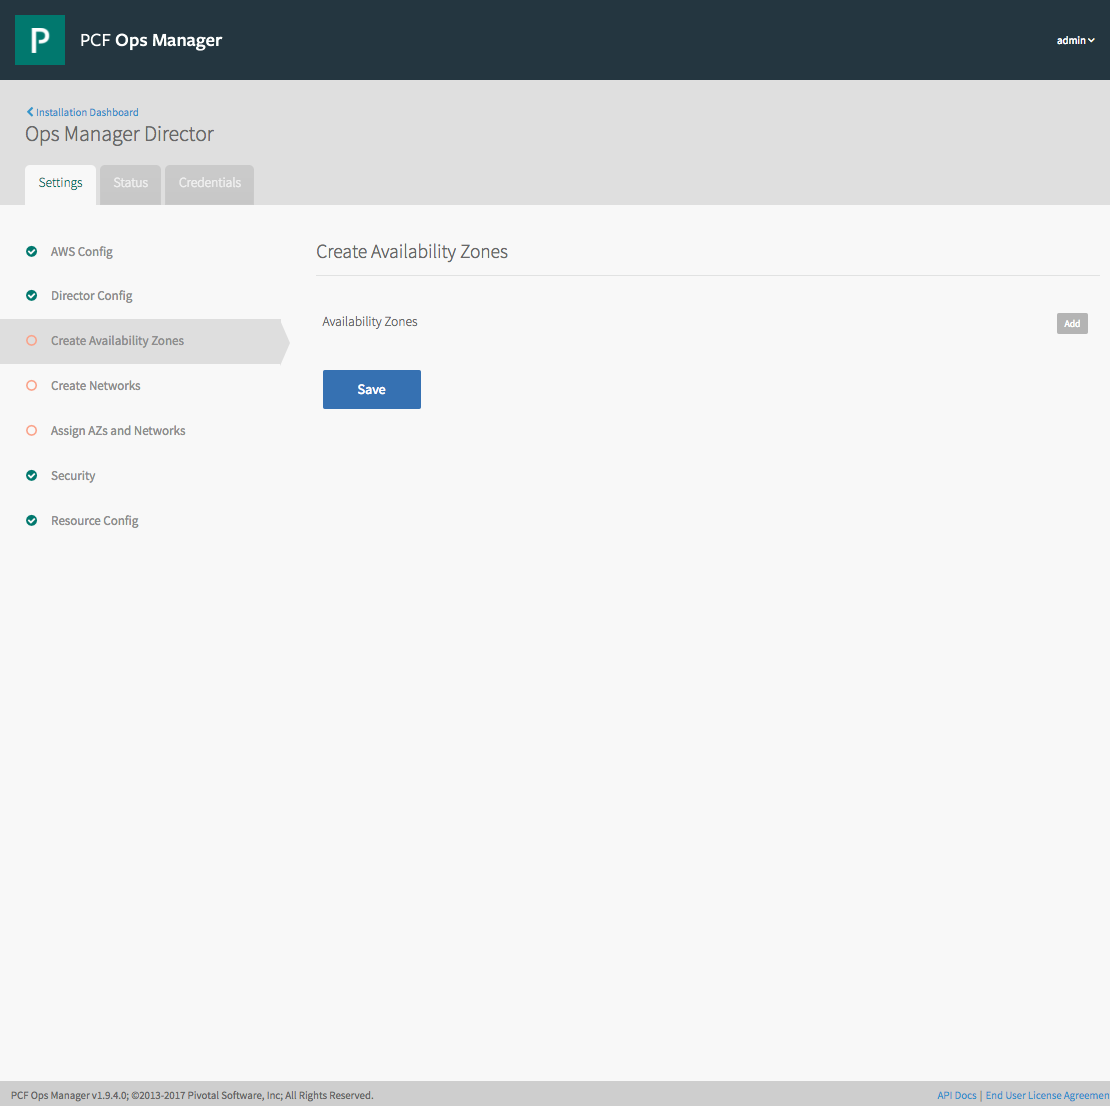 P
PCF Ops Manager
admin
Installation Dashboard
Ops Manager Director
Settings
Status
Credentials
AWS Config
Director Config
Create Availability Zones
Create Networks
Assign AZs and Networks
Security
Resource Config
Create Availability Zones
Availability Zones
Add
Save
PCF Ops Manager v1.9.4.0; ©2013-2017 Pivotal Software, Inc; All Rights Reserved.
API Docs | End User License Agreemen